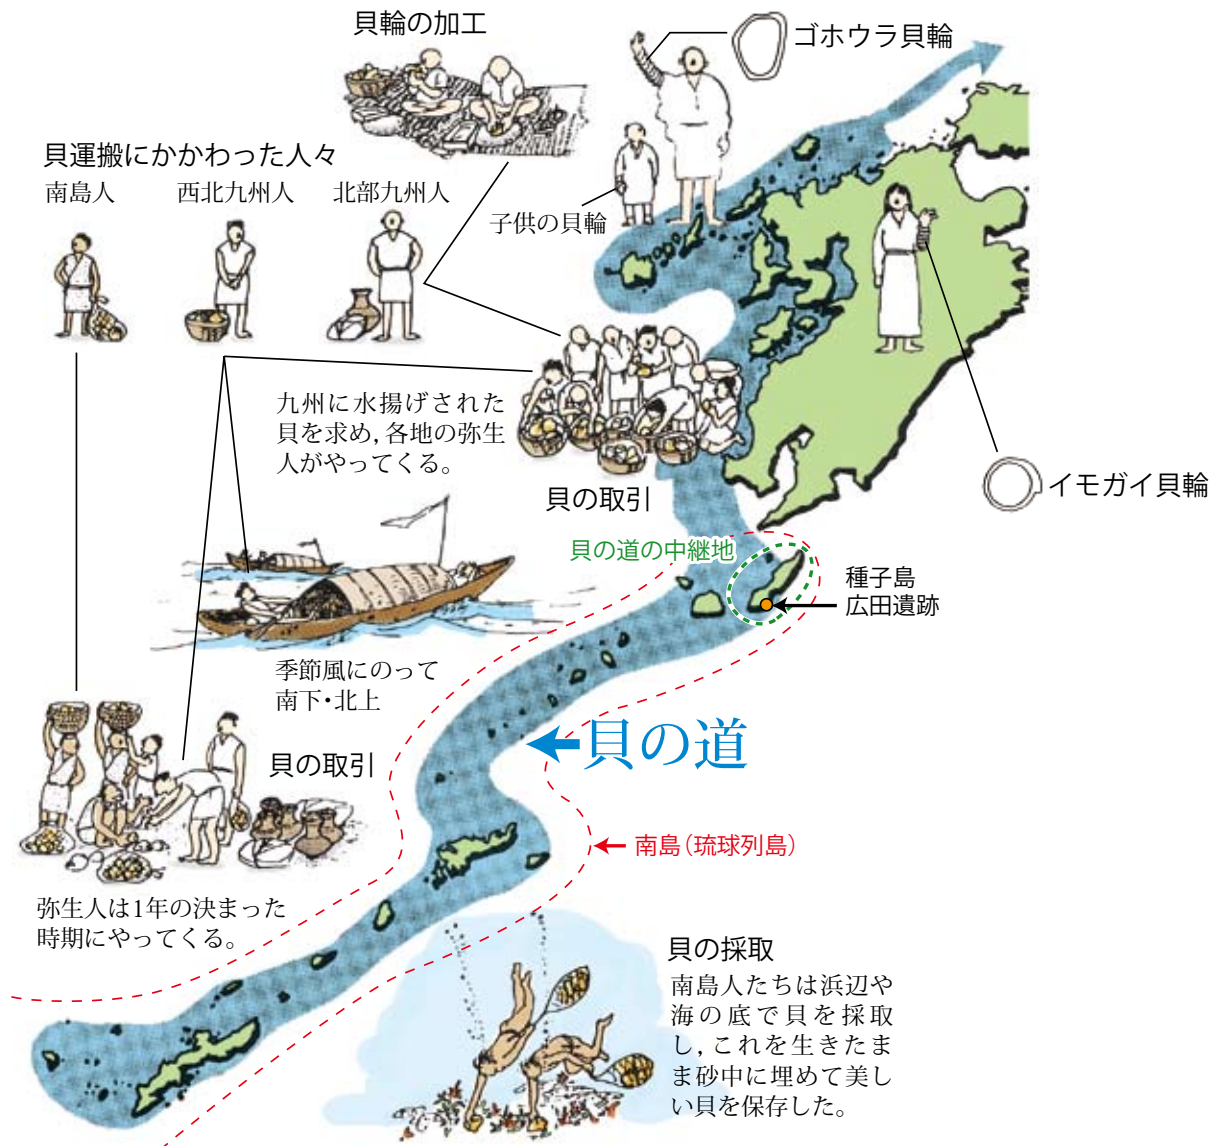 貝輪の加工
ゴホウラ貝輪
貝運搬にかかわった人々
南島人
西北九州人
北部九州人
子供の貝輪
九州に水揚げされた
貝を求め,各地の弥生
人がやってくる。
貝の取引
イモガイ貝輪
貝の道の中継地
種子島
広田遺跡
季節風にのって
南下・北上
貝の道
貝の取引
南島(琉球列島)
弥生人は1年の決まった
時期にやってくる。
貝の採取
南島人たちは浜辺や
海の底で貝を採取
し,これを生きたま
ま砂中に埋めて美し
い貝を保存した。